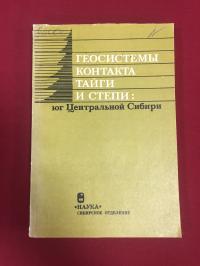 ГЕОСИСТЕМЫ
КОНТАКТА
ТАЙГИ
И СТЕПИ:
юг Центральной Сибири
«НАУКА»
СИБИРСКОЕ ОТДЕЛЕНИЕ